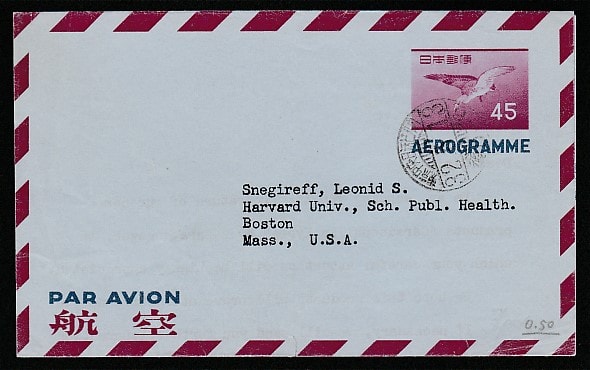 日本郵便
45
AEROGRAMME
Snegireff, Leonid S.
Harvard Univ., Sch. Publ. Health.
Boston
Mass., U.S.A.
PAR AVION
航空
0.50